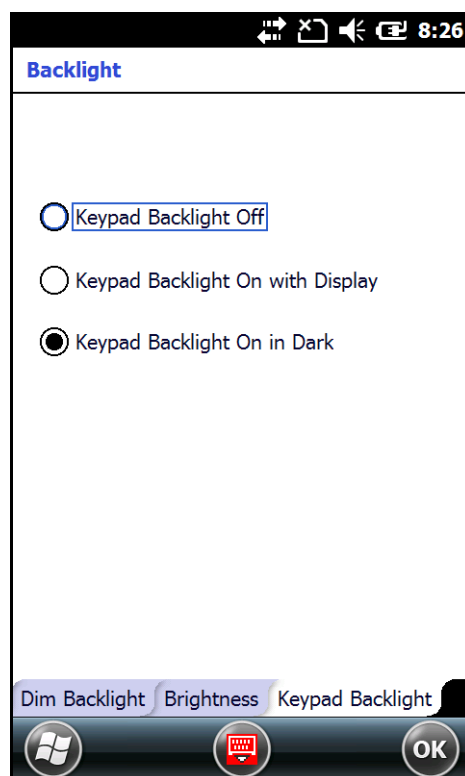 8:26
Backlight
Keypad Backlight Off
Keypad Backlight On with Display
Keypad Backlight On in Dark
Dim Backlight Brightness Keypad Backlight
OK